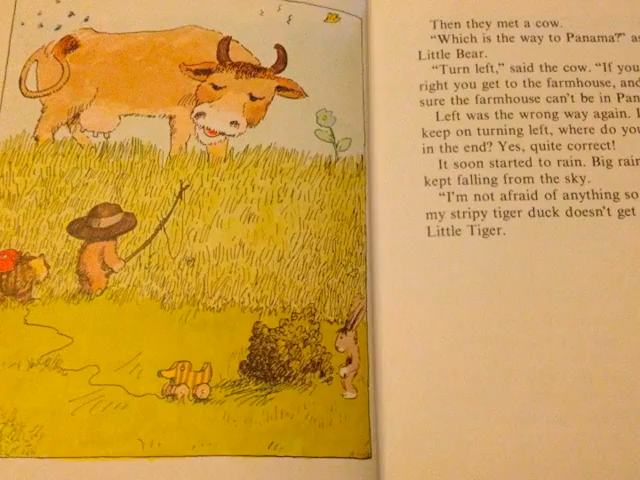 Then they met a cow.
“Which is the way to Panama?” as
Little Bear.
“Turn left,” said the cow. “If you
right you get to the farmhouse, and
sure the farmhouse can't be in Pan
Left was the wrong way again. I
keep on turning left, where do you
in the end? Yes, quite correct!
It soon started to rain. Big rain
kept falling from the sky.
“I'm not afraid of anything so
my stripy tiger duck doesn't get
Little Tiger.